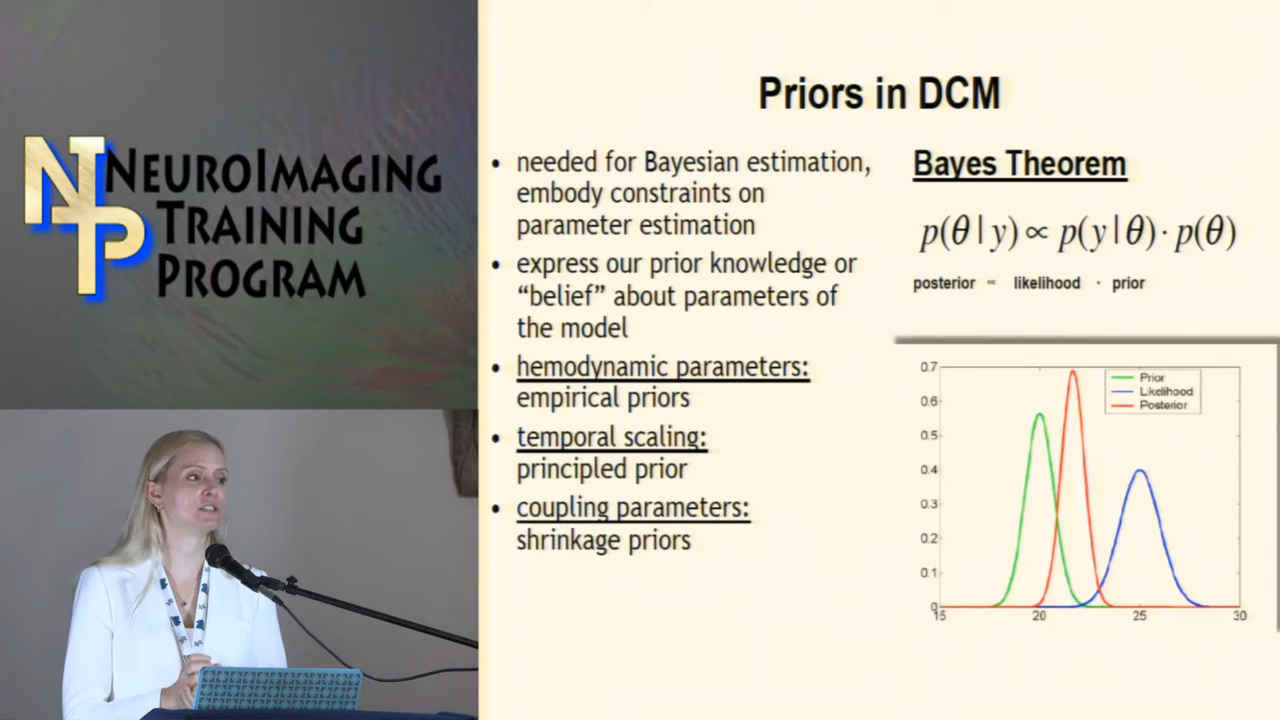 NEUROIMAGING
TRAINING
PROGRAM
NTP
Priors in DCM
• needed for Bayesian estimation,
embody constraints on
parameter estimation
• express our prior knowledge or
“belief” about parameters of
the model
• hemodynamic parameters:
empirical priors
• temporal scaling:
principled prior
• coupling parameters:
shrinkage priors
Bayes Theorem
p(θ | y) ∝ p(y | θ) · p(θ)
posterior ∝ likelihood · prior
Prior
Likelihood
Posterior
0.7
0.6
0.5
0.4
0.3
0.2
0.1
0
15 20 25 30